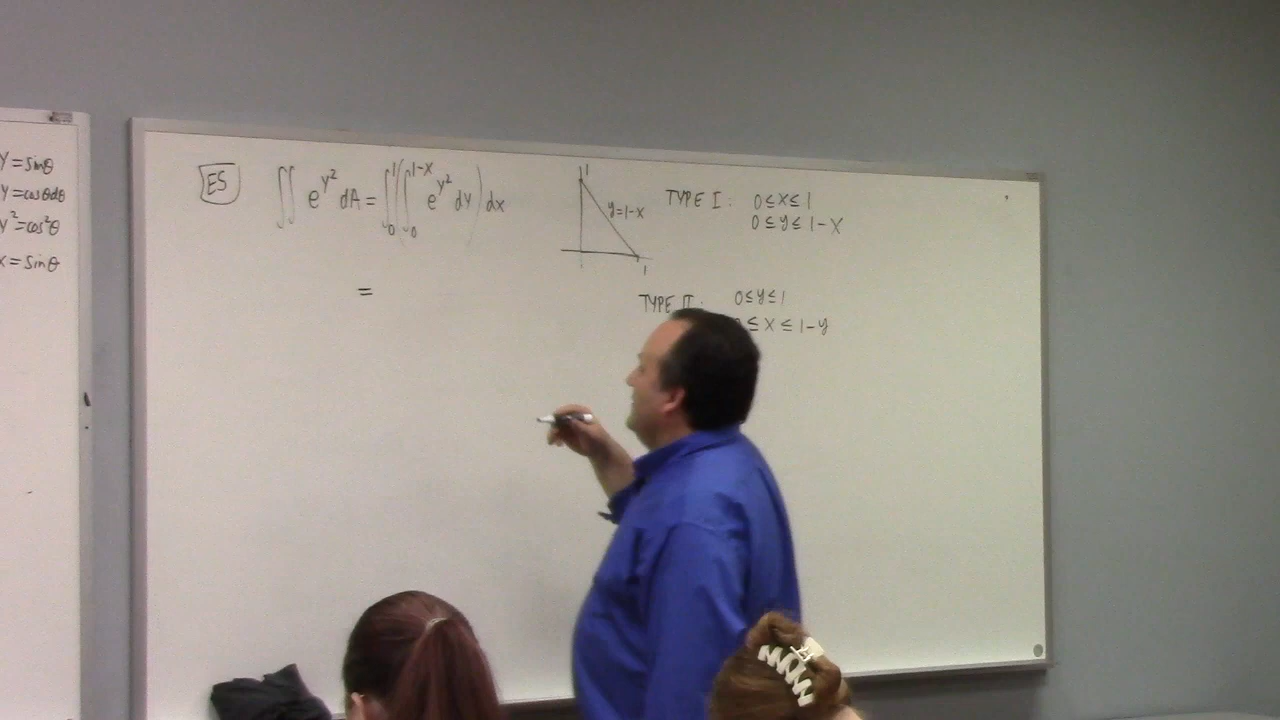 Y=sinθ
Y=cosθdθ
Y²=cos²θ
X=sinθ
E5
∬ e^{Y²} dA = ∫₀¹(∫₀^{1-X} e^{Y²} dY) dX
=
1
y=1-x
1
TYPE I: 0≤X≤1
0≤y≤1-X
TYPE II: 0≤y≤1
≤X≤1-y